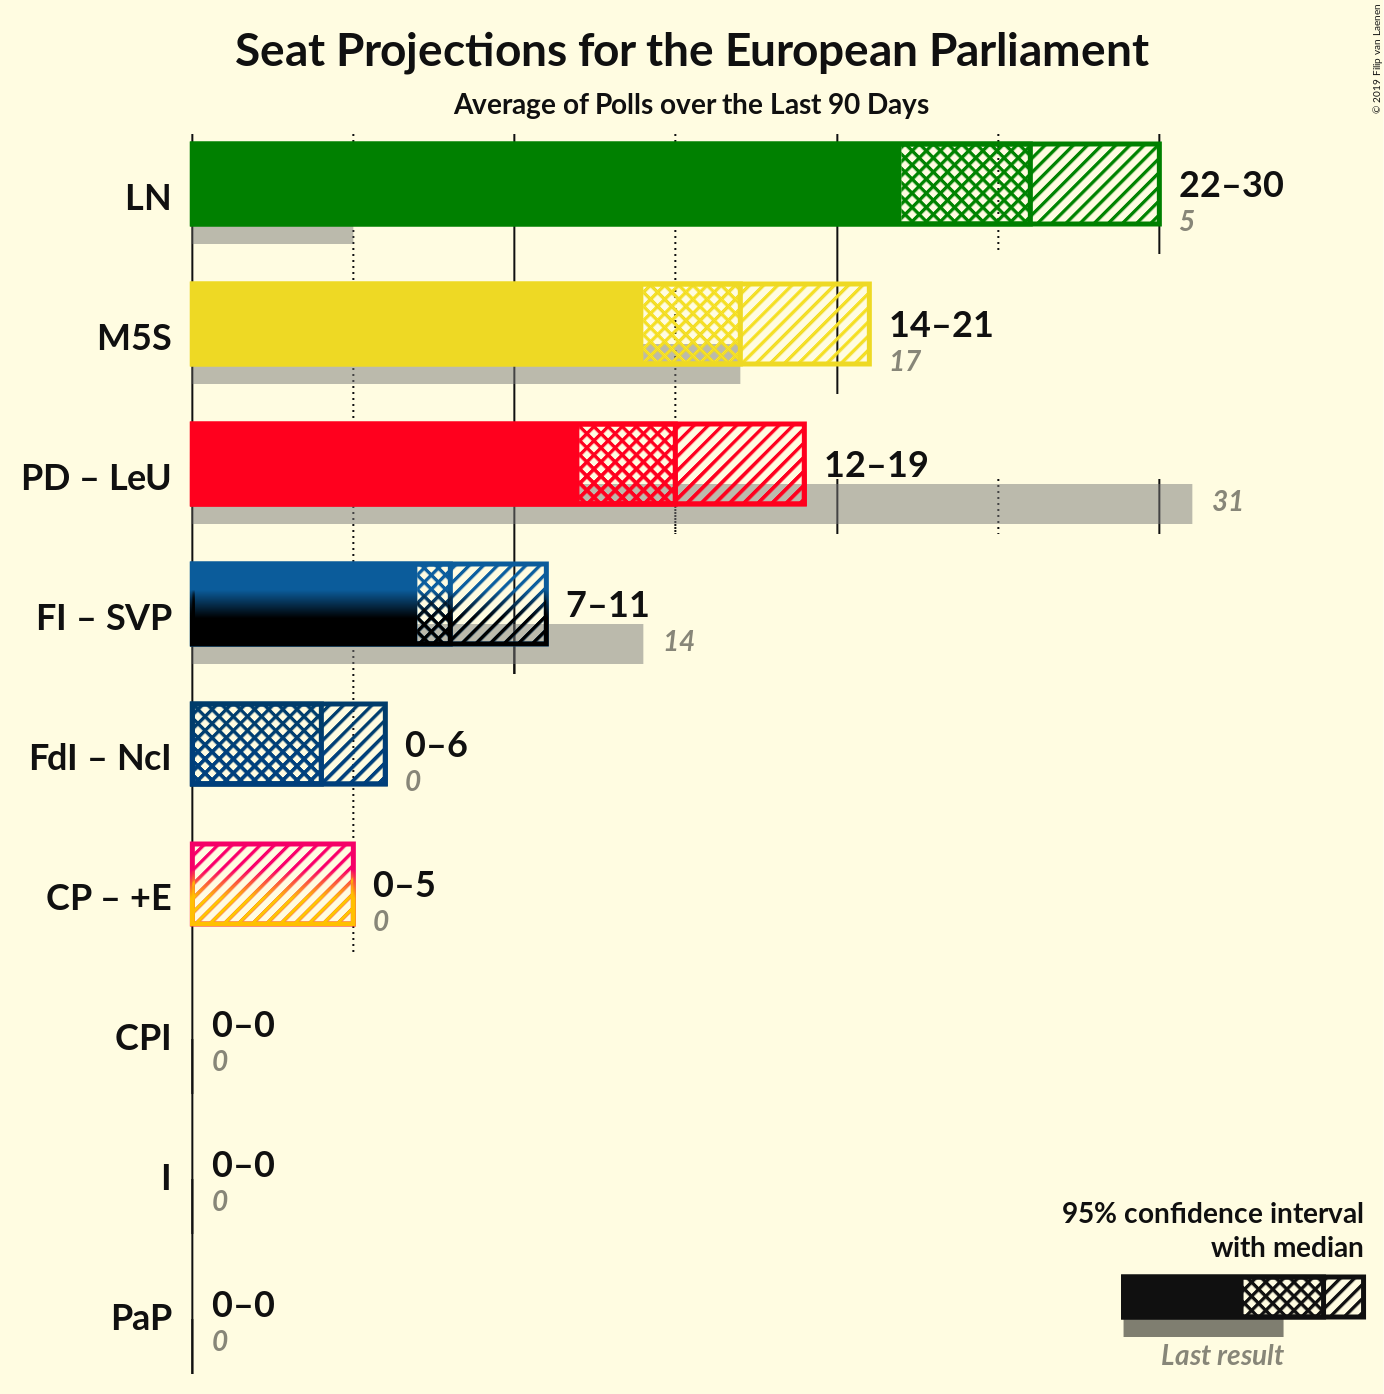 Seat Projections for the European Parliament
Average of Polls over the Last 90 Days
© 2019 Filip van Laenen
LN
22–30
5
M5S
14–21
17
PD – LeU
12–19
31
FI – SVP
7–11
14
FdI – NcI
0–6
0
CP – +E
0–5
0
CPI
0–0
0
I
0–0
0
PaP
0–0
0
95% confidence interval
with median
Last result